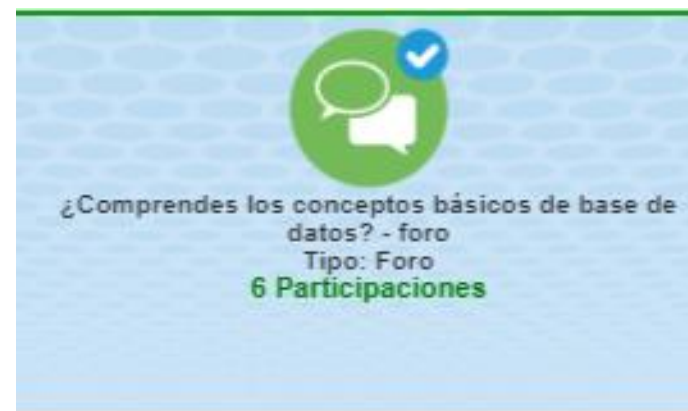 ¿Comprendes los conceptos básicos de base de
datos? - foro
Tipo: Foro
6 Participaciones